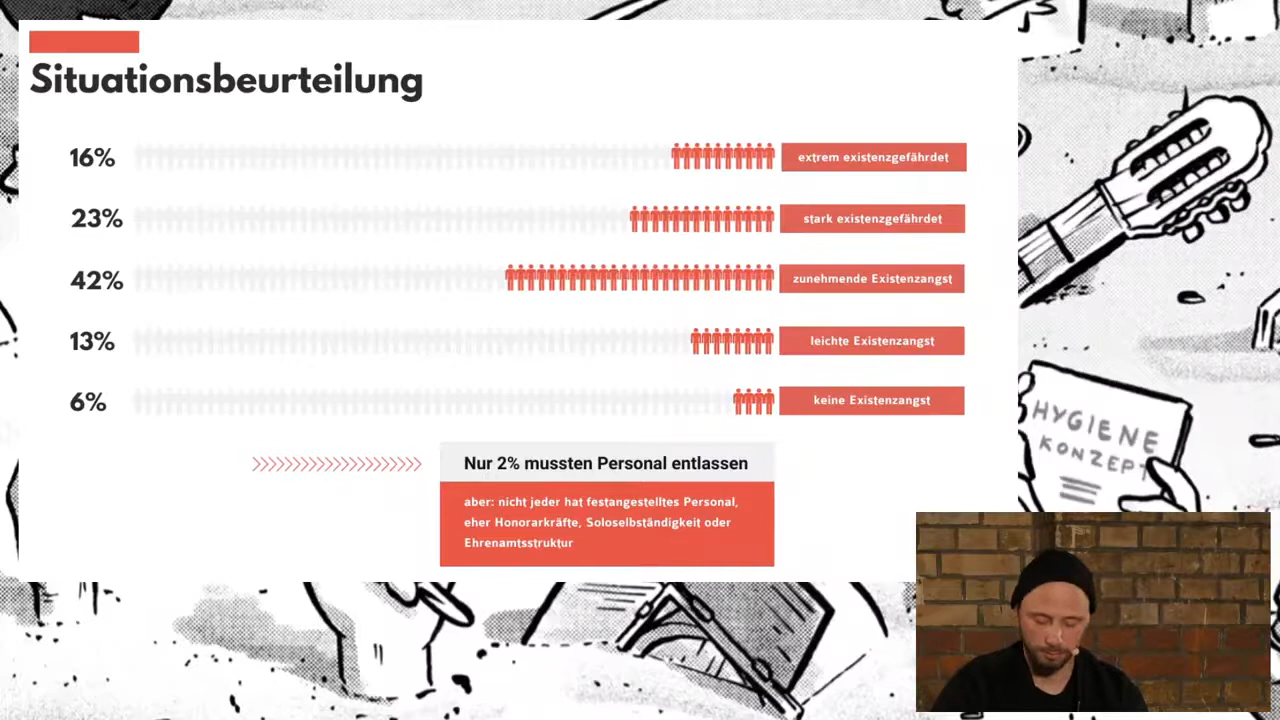 Situationsbeurteilung
16% extrem existenzgefährdet
23% stark existenzgefährdet
42% zunehmende Existenzangst
13% leichte Existenzangst
6% keine Existenzangst
Nur 2% mussten Personal entlassen
aber: nicht jeder hat festangestelltes Personal,
eher Honorarkräfte, Soloselbständigkeit oder
Ehrenamtsstruktur
HYGIENE
KONZEPT